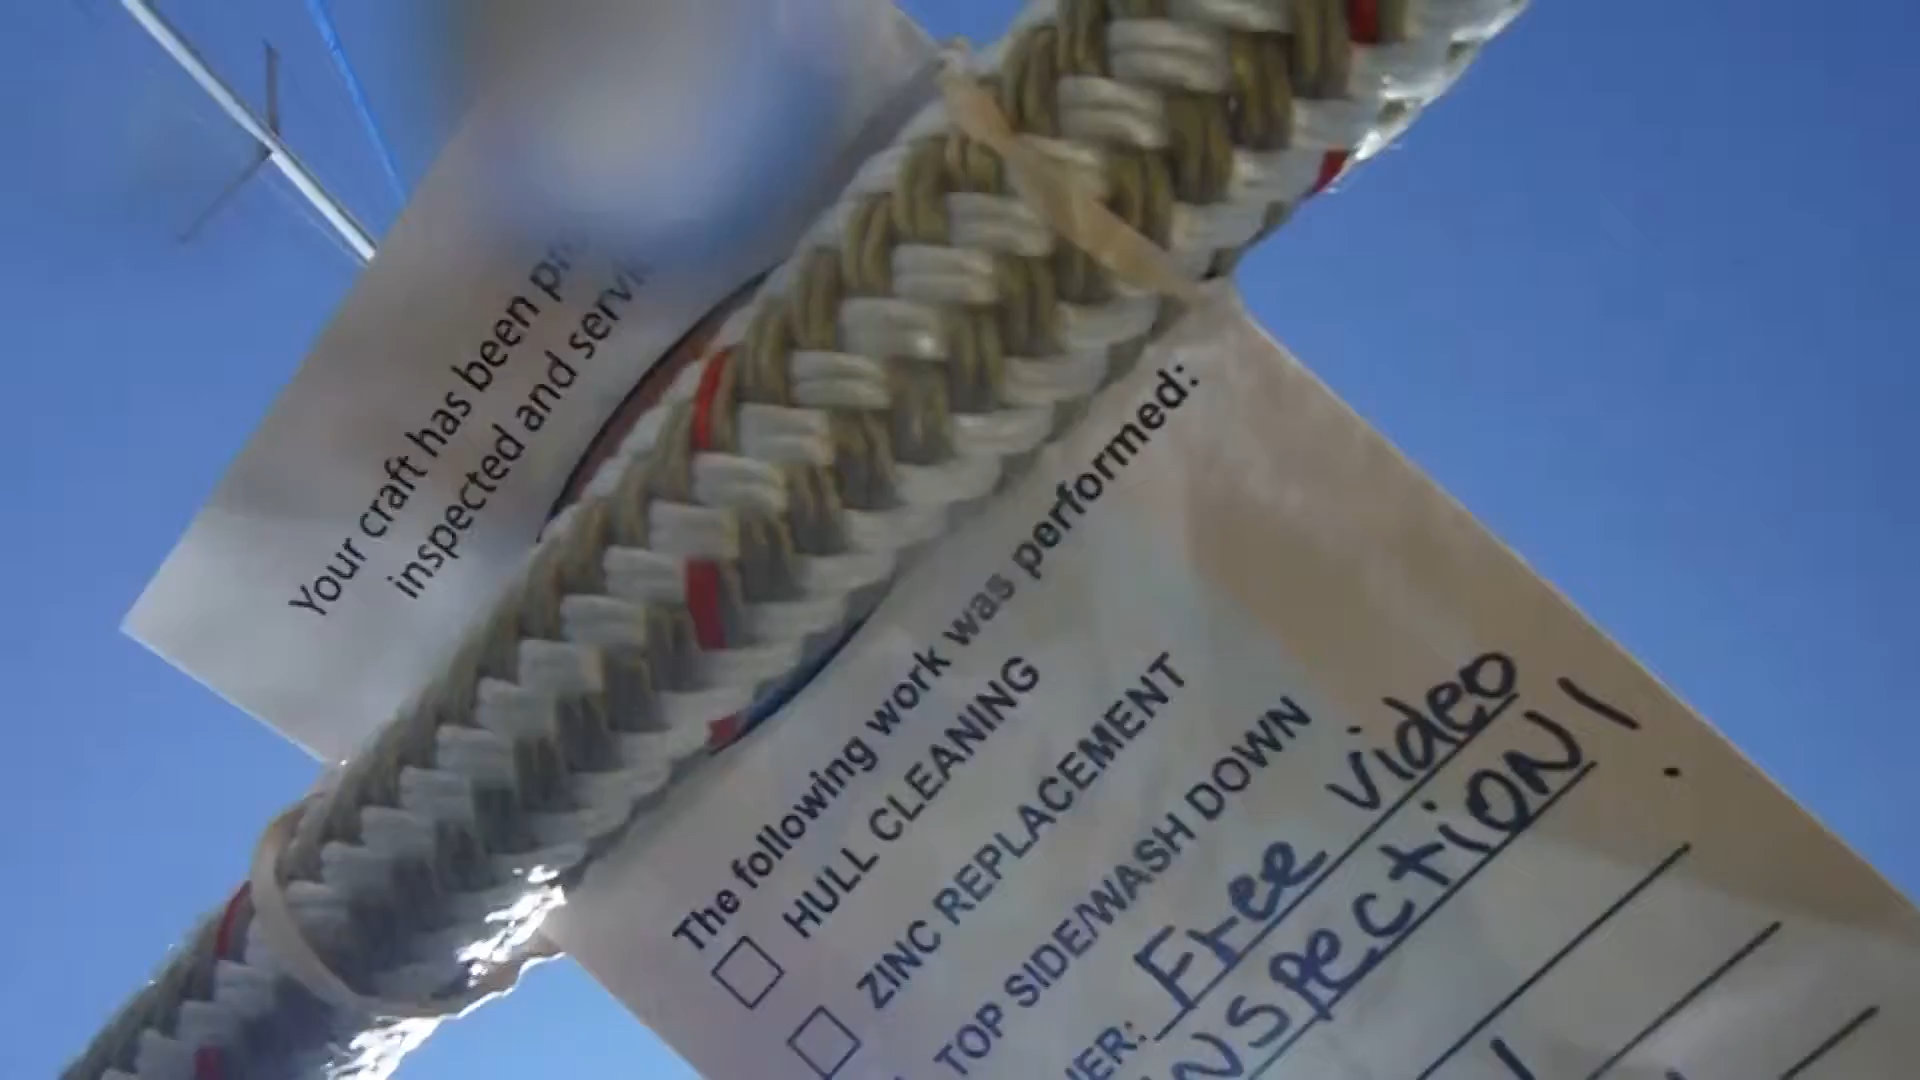 Your craft has been
inspected and
The following work was performed:
HULL CLEANING
ZINC REPLACEMENT
TOP SIDE/WASH DOWN
Free video
INSPECTION!